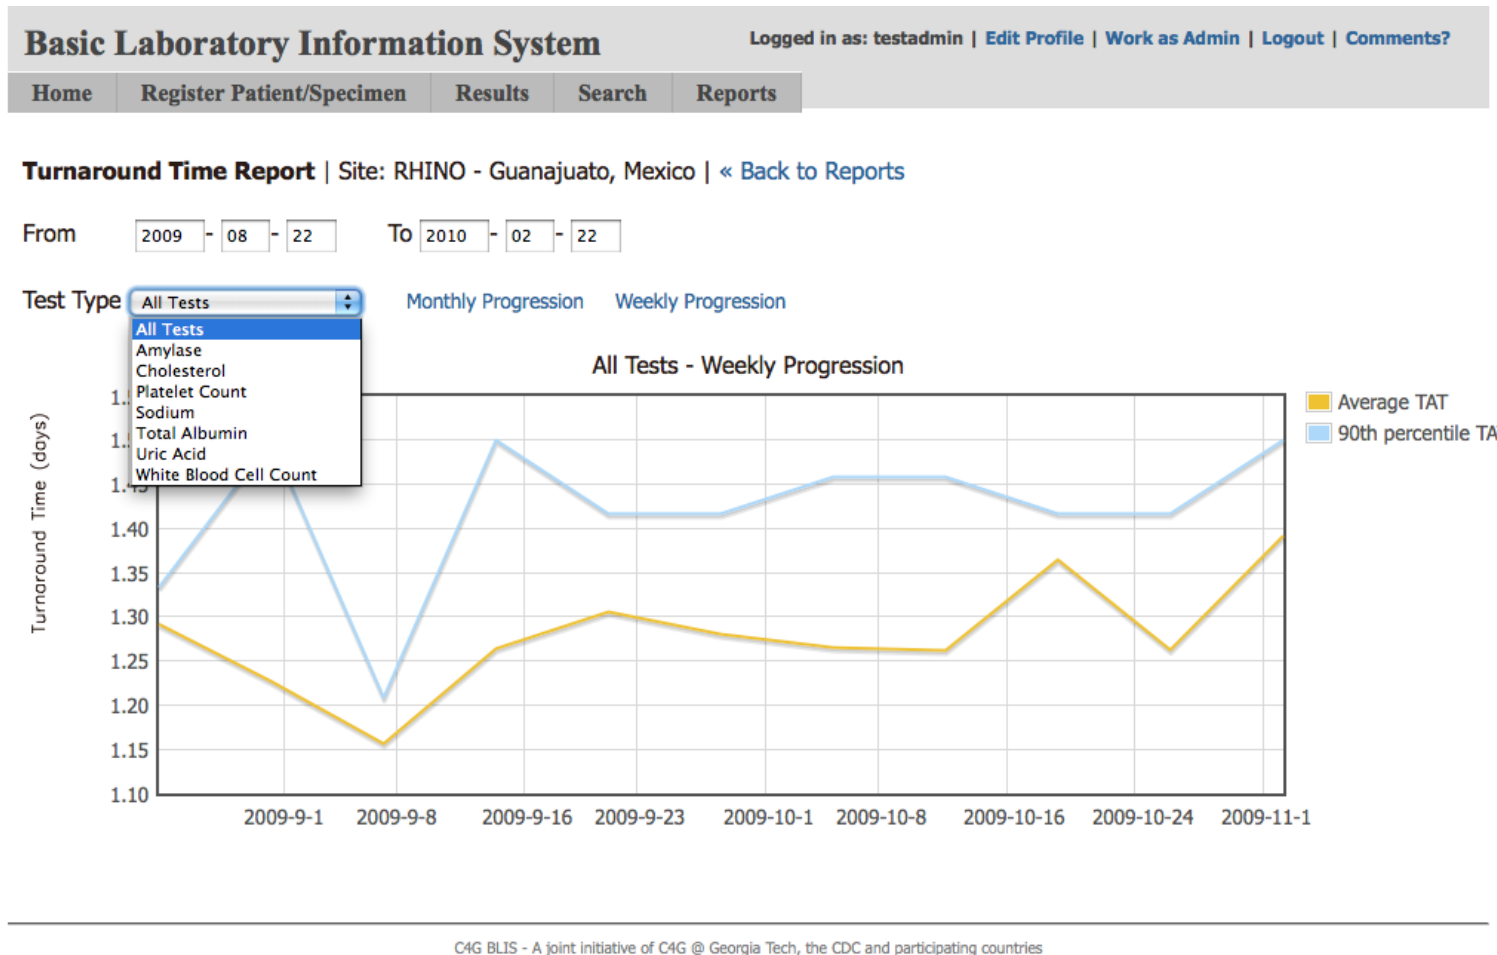 Basic Laboratory Information System
Logged in as: testadmin | Edit Profile | Work as Admin | Logout | Comments?
Home Register Patient/Specimen Results Search Reports
Turnaround Time Report | Site: RHINO - Guanajuato, Mexico | « Back to Reports
From 2009 - 08 - 22 To 2010 - 02 - 22
Test Type All Tests Monthly Progression Weekly Progression
All Tests
Amylase
Cholesterol
Platelet Count
Sodium
Total Albumin
Uric Acid
White Blood Cell Count
All Tests - Weekly Progression
Average TAT
90th percentile TA
Turnaround Time (days)
1.45
1.40
1.35
1.30
1.25
1.20
1.15
1.10
2009-9-1 2009-9-8 2009-9-16 2009-9-23 2009-10-1 2009-10-8 2009-10-16 2009-10-24 2009-11-1
C4G BLIS - A joint initiative of C4G @ Georgia Tech, the CDC and participating countries